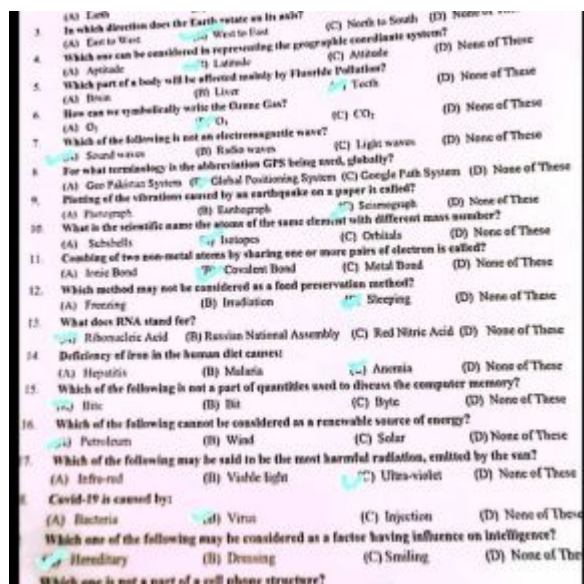 (A) Earth
3. In which direction does the Earth rotate on its axis?
(A) East to West West to East (C) North to South (D) None of These
4. Which one can be considered in representing the geographic coordinate system?
(A) Aptitude Latitude (C) Attitude (D) None of These
5. Which part of a body will be affected mainly by Fluoride Pollution?
(A) Brain (B) Liver Teeth (D) None of These
6. How can we symbolically write the Ozone Gas?
(A) O₂ O₃ (C) CO₂ (D) None of These
7. Which of the following is not an electromagnetic wave?
Sound waves (B) Radio waves (C) Light waves (D) None of These
8. For what terminology is the abbreviation GPS being used, globally?
(A) Geo Pakistan System Global Positioning System (C) Google Path System (D) None of These
9. Plotting of the vibrations caused by an earthquake on a paper is called?
(A) (B) Earthograph Seismograph (D) None of These
10. What is the scientific name the atoms of the same element with different mass number?
(A) Subshells Isotopes (C) Orbitals (D) None of These
11. Combing of two non-metal atoms by sharing one or more pairs of electron is called?
(A) Ionic Bond (B) Covalent Bond (C) Metal Bond (D) None of These
12. Which method may not be considered as a food preservation method?
(A) Freezing (B) Irradiation Sleeping (D) None of These
13. What does RNA stand for?
Ribonucleic Acid (B) Russian National Assembly (C) Red Nitric Acid (D) None of These
14. Deficiency of iron in the human diet causes:
(A) Hepatitis (B) Malaria Anemia (D) None of These
15. Which of the following is not a part of quantities used to discuss the computer memory?
(B) Bit (C) Byte (D) None of These
16. Which of the following cannot be considered as a renewable source of energy?
Petroleum (B) Wind (C) Solar (D) None of These
17. Which of the following may be said to be the most harmful radiation, emitted by the sun?
(A) Infra-red (B) Visible light (C) Ultra-violet (D) None of These
Covid-19 is caused by:
(A) Bacteria (B) Virus (C) Injection (D) None of These
Which one of the following may be considered as a factor having influence on intelligence?
Hereditary (B) Dressing (C) Smiling (D) None of The
Which one is not a part of a cell phone structure?